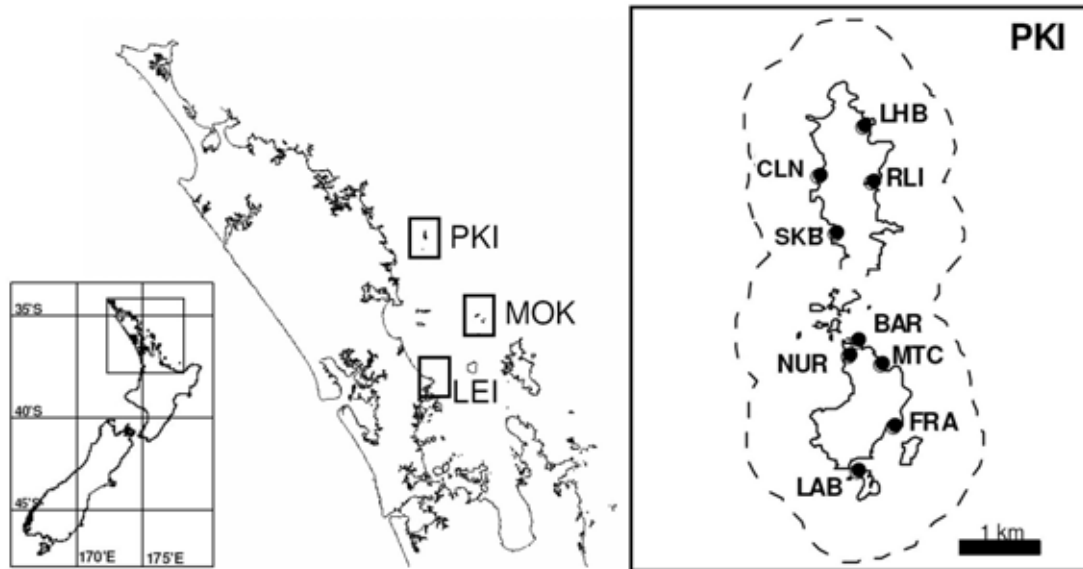 PKI
MOK
LEI
35'S
40'S
45'S
170'E
175'E
PKI
LHB
CLN
RLI
SKB
BAR
NUR
MTC
FRA
LAB
1 km